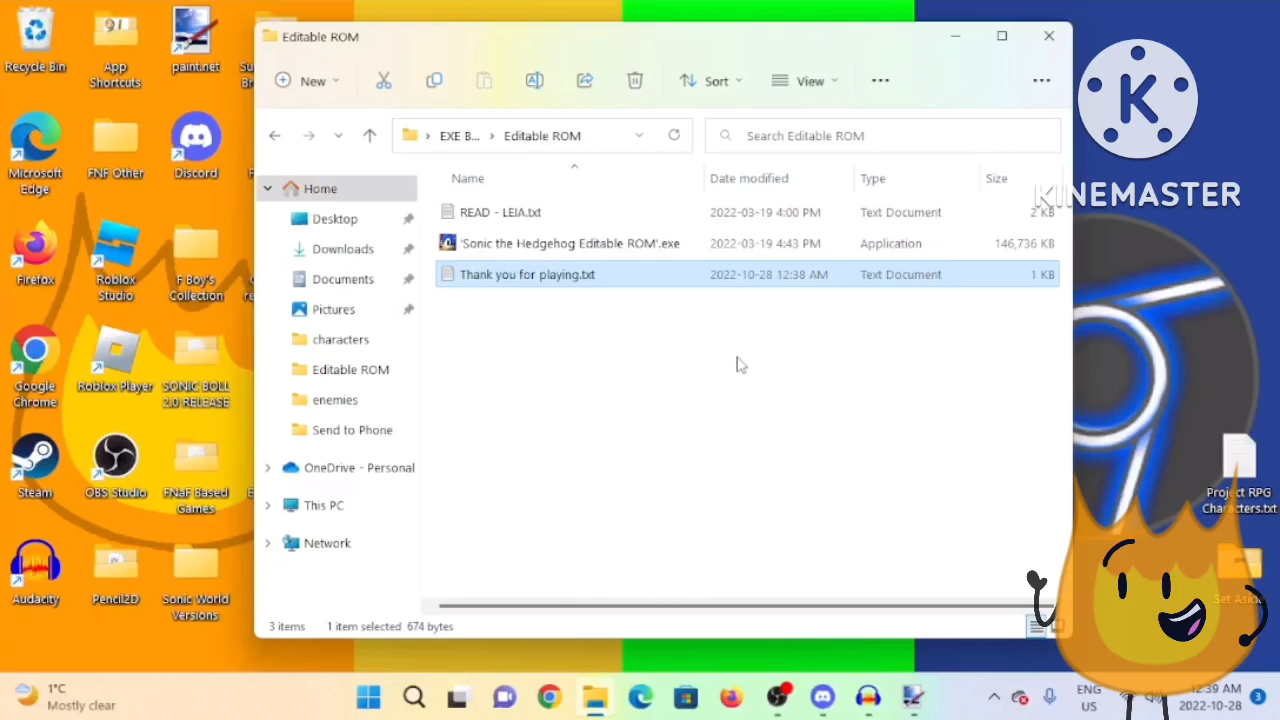 Recycle Bin
App
Shortcuts
paint.net
Editable ROM
New
Sort
View
EXE B...
Editable ROM
Search Editable ROM
K
KINEMASTER
Microsoft
Edge
FNF Other
Discord
Home
Desktop
Downloads
Documents
Pictures
characters
Editable ROM
enemies
Send to Phone
OneDrive - Personal
This PC
Network
Name
Date modified
Type
Size
READ - LEIA.txt
2022-03-19 4:00 PM
Text Document
2 KB
'Sonic the Hedgehog Editable ROM'.exe
2022-03-19 4:43 PM
Application
146,736 KB
Thank you for playing.txt
2022-10-28 12:38 AM
Text Document
1 KB
Firefox
Roblox
Studio
F Boy's
Collection
Google
Chrome
Roblox Player
SONIC BOLL
2.0 RELEASE
Steam
OBS Studio
FNaF Based
Games
Project RPG
Characters.txt
Audacity
Pencil2D
Sonic World
Versions
Set Aside
3 items
1 item selected
674 bytes
1°C
Mostly clear
ENG
US
12:39 AM
2022-10-28
3